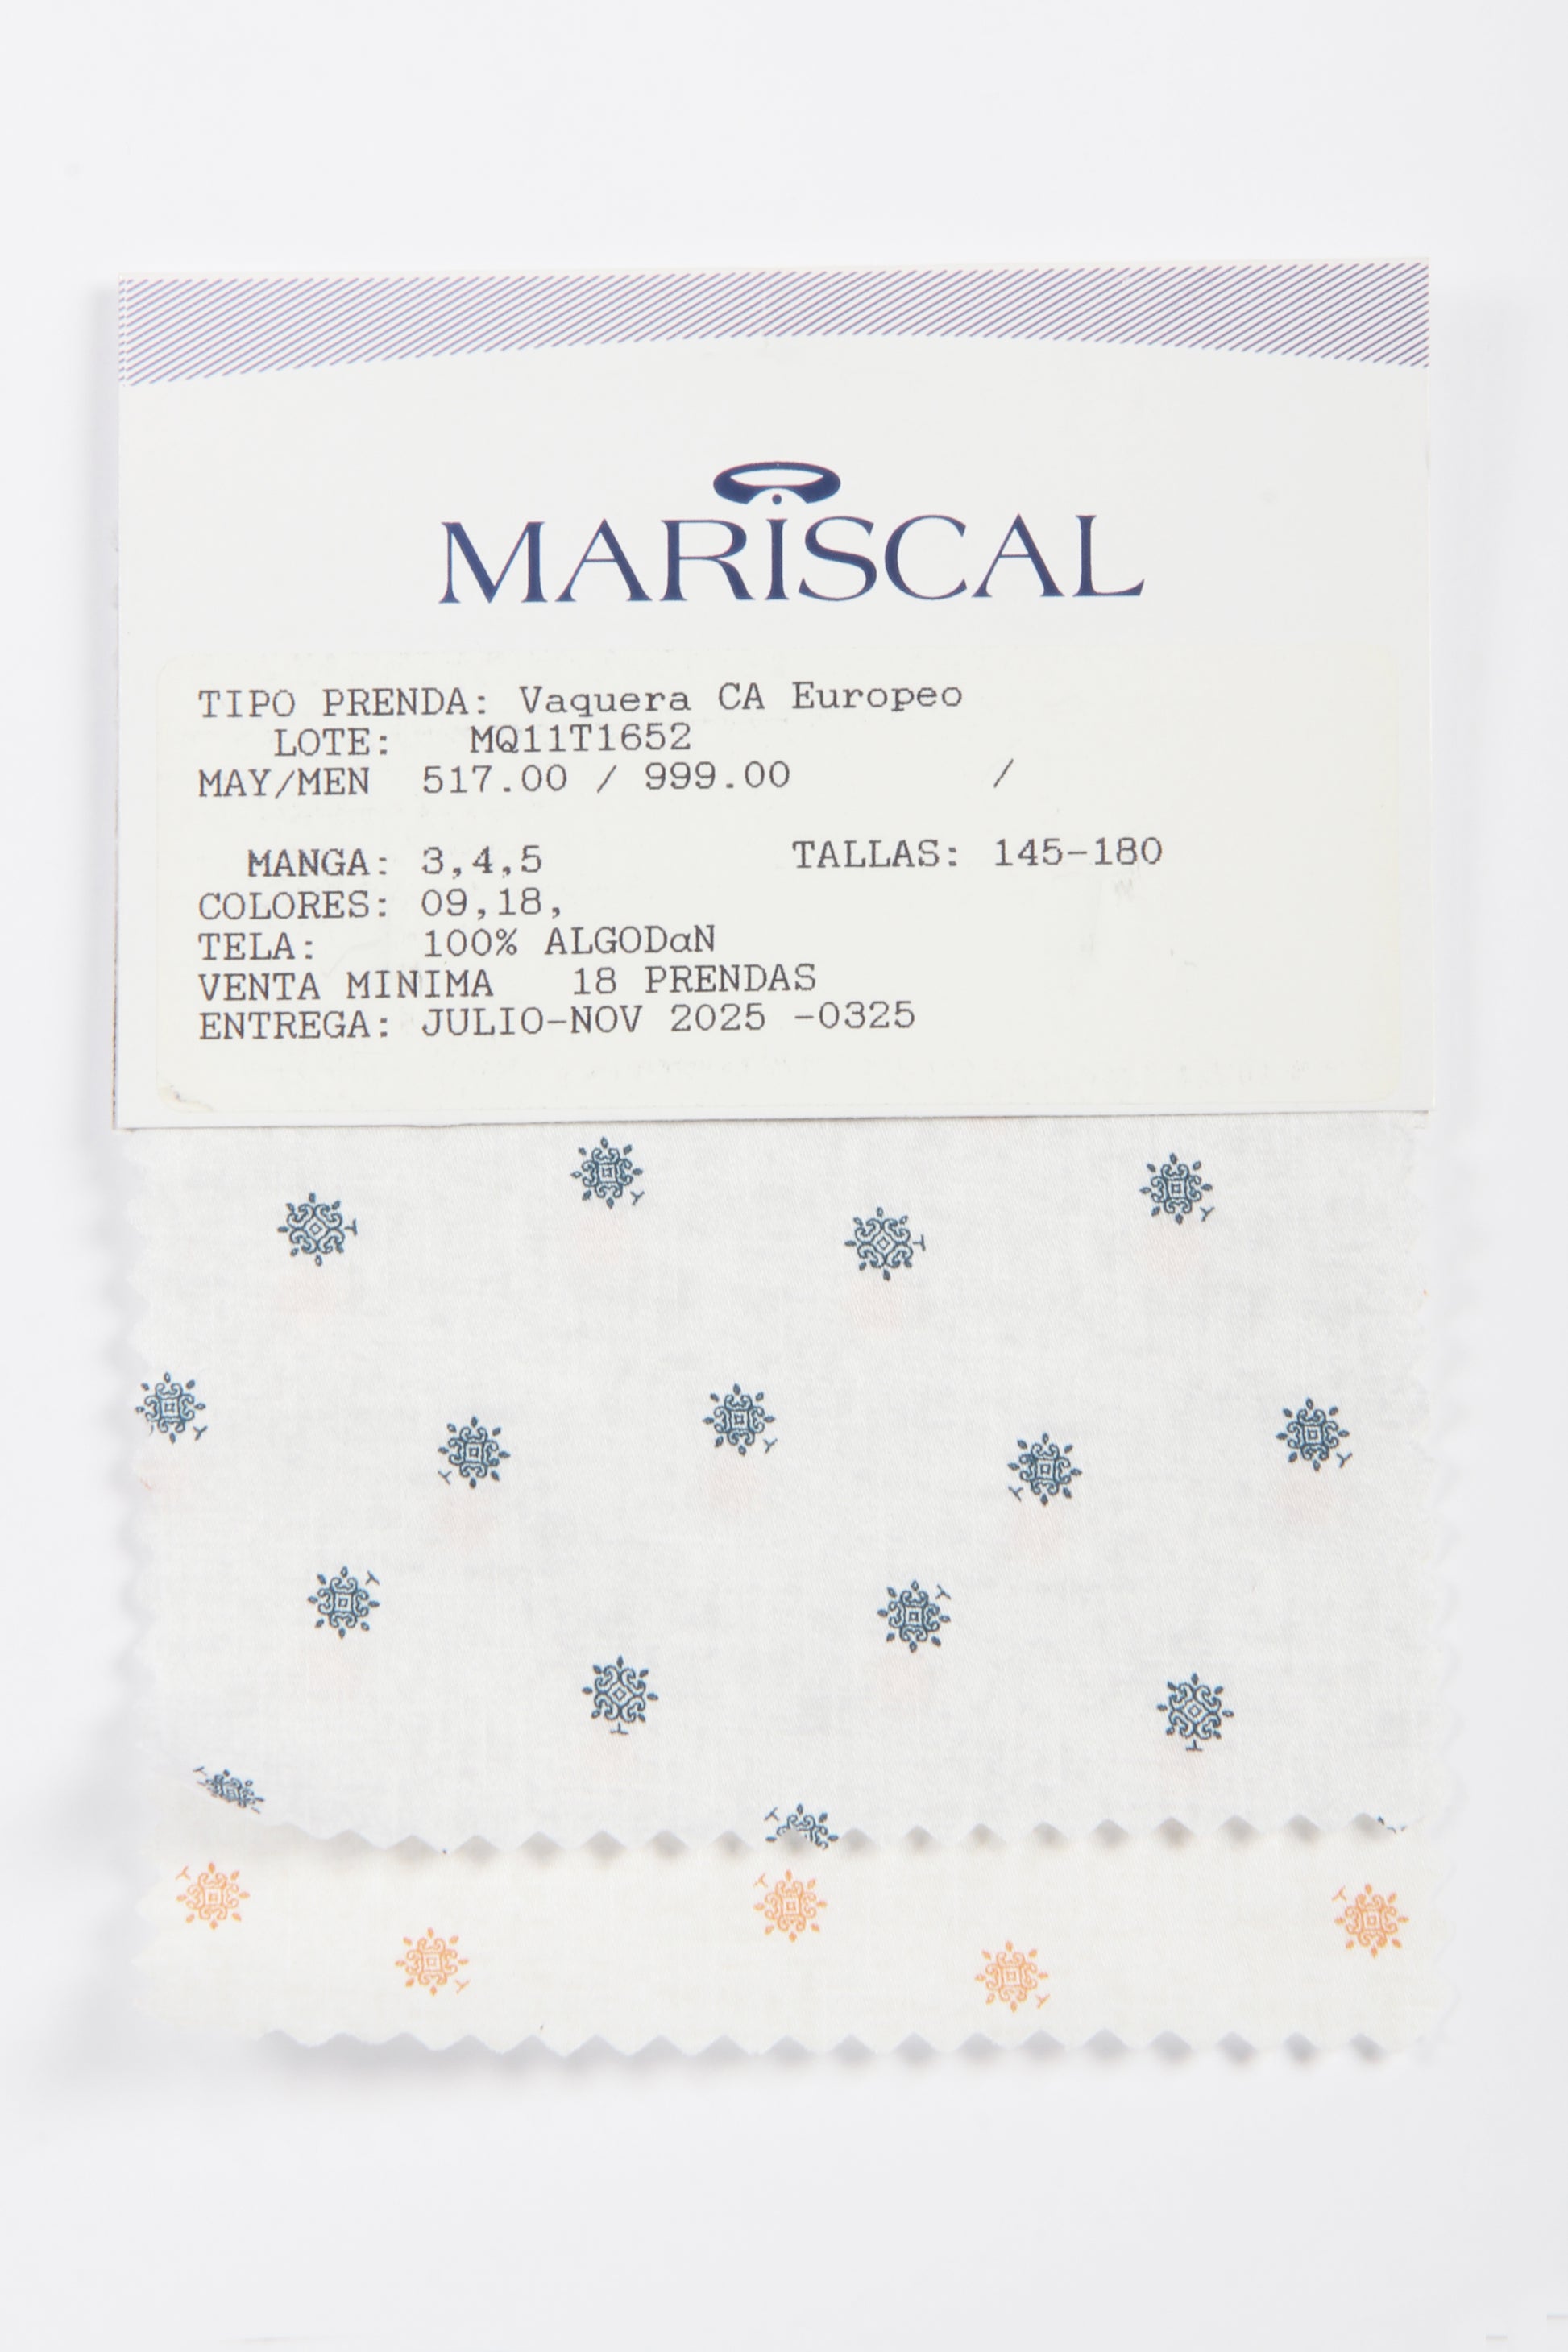 MARISCAL
TIPO PRENDA: Vaquera CA Europeo
LOTE: MQ11T1652
MAY/MEN 517.00 / 999.00 /
MANGA: 3,4,5 TALLAS: 145-180
COLORES: 09,18,
TELA: 100% ALGODαN
VENTA MINIMA 18 PRENDAS
ENTREGA: JULIO-NOV 2025 -0325